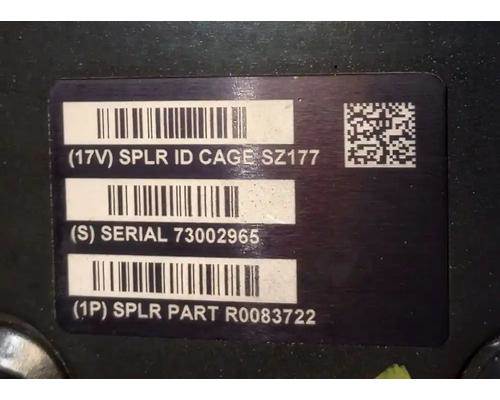 (17V) SPLR ID CAGE SZ177
(S) SERIAL 73002965
(1P) SPLR PART R0083722